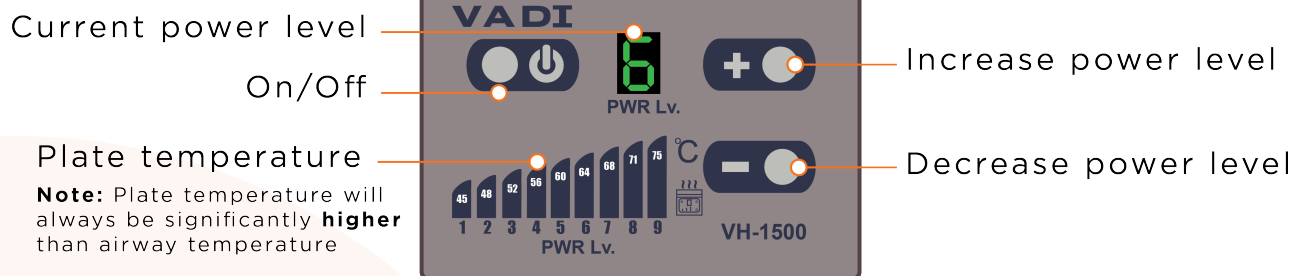 Current power level
On/Off
Plate temperature
Note: Plate temperature will
always be significantly higher
than airway temperature
VADI
6
PWR Lv.
45 48 52 56 60 64 68 71 75 °C
1 2 3 4 5 6 7 8 9
PWR Lv.
+
-
VH-1500
Increase power level
Decrease power level